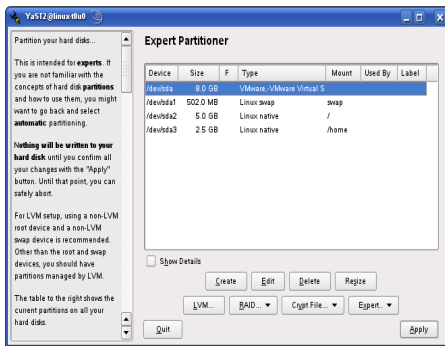 YaST2@linux-t8u0
Partition your hard disks...
This is intended for experts. If
you are not familiar with the
concepts of hard disk partitions
and how to use them, you might
want to go back and select
automatic partitioning.
Nothing will be written to your
hard disk until you confirm all
your changes with the "Apply"
button. Until that point, you can
safely abort.
For LVM setup, using a non-LVM
root device and a non-LVM
swap device is recommended.
Other than the root and swap
devices, you should have
partitions managed by LVM.
The table to the right shows the
current partitions on all your
hard disks.
Expert Partitioner
Device Size F Type Mount Used By Label
/dev/sda 8.0 GB VMware,-VMware Virtual S
/dev/sda1 502.0 MB Linux swap swap
/dev/sda2 5.0 GB Linux native /
/dev/sda3 2.5 GB Linux native /home
Show Details
Create Edit Delete Resize
LVM... RAID... Crypt File... Expert..
Quit Apply